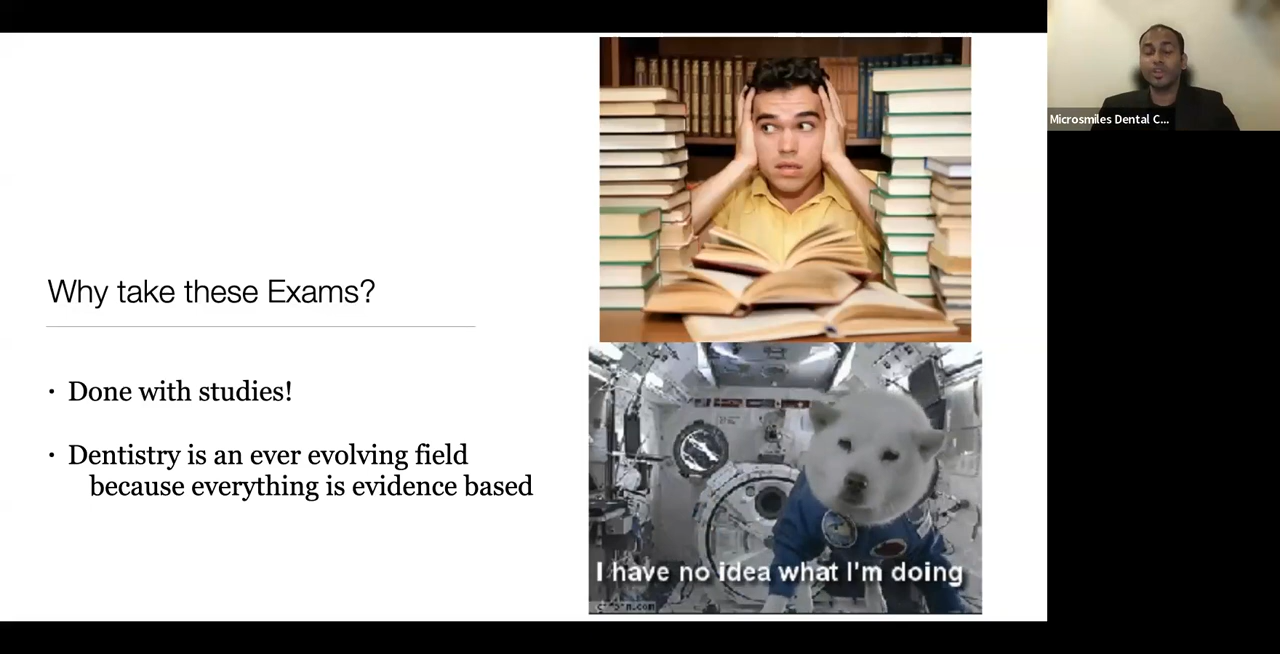 Microsmiles Dental C...
Why take these Exams?
· Done with studies!
· Dentistry is an ever evolving field
because everything is evidence based
I have no idea what I'm doing